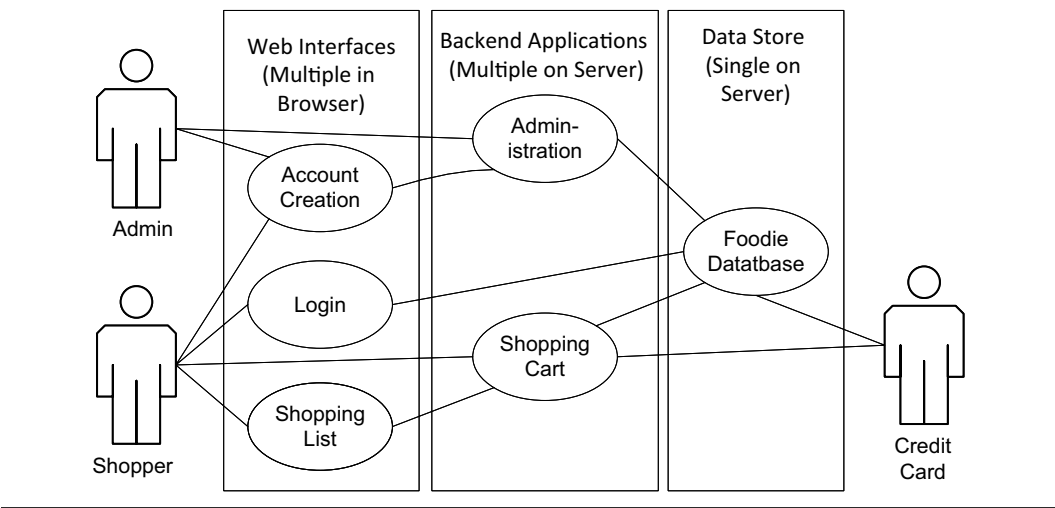 Web Interfaces
(Multiple in
Browser)
Backend Applications
(Multiple on Server)
Data Store
(Single on
Server)
Admin-
istration
Account
Creation
Admin
Foodie
Datatbase
Login
Shopping
Cart
Shopping
List
Shopper
Credit
Card